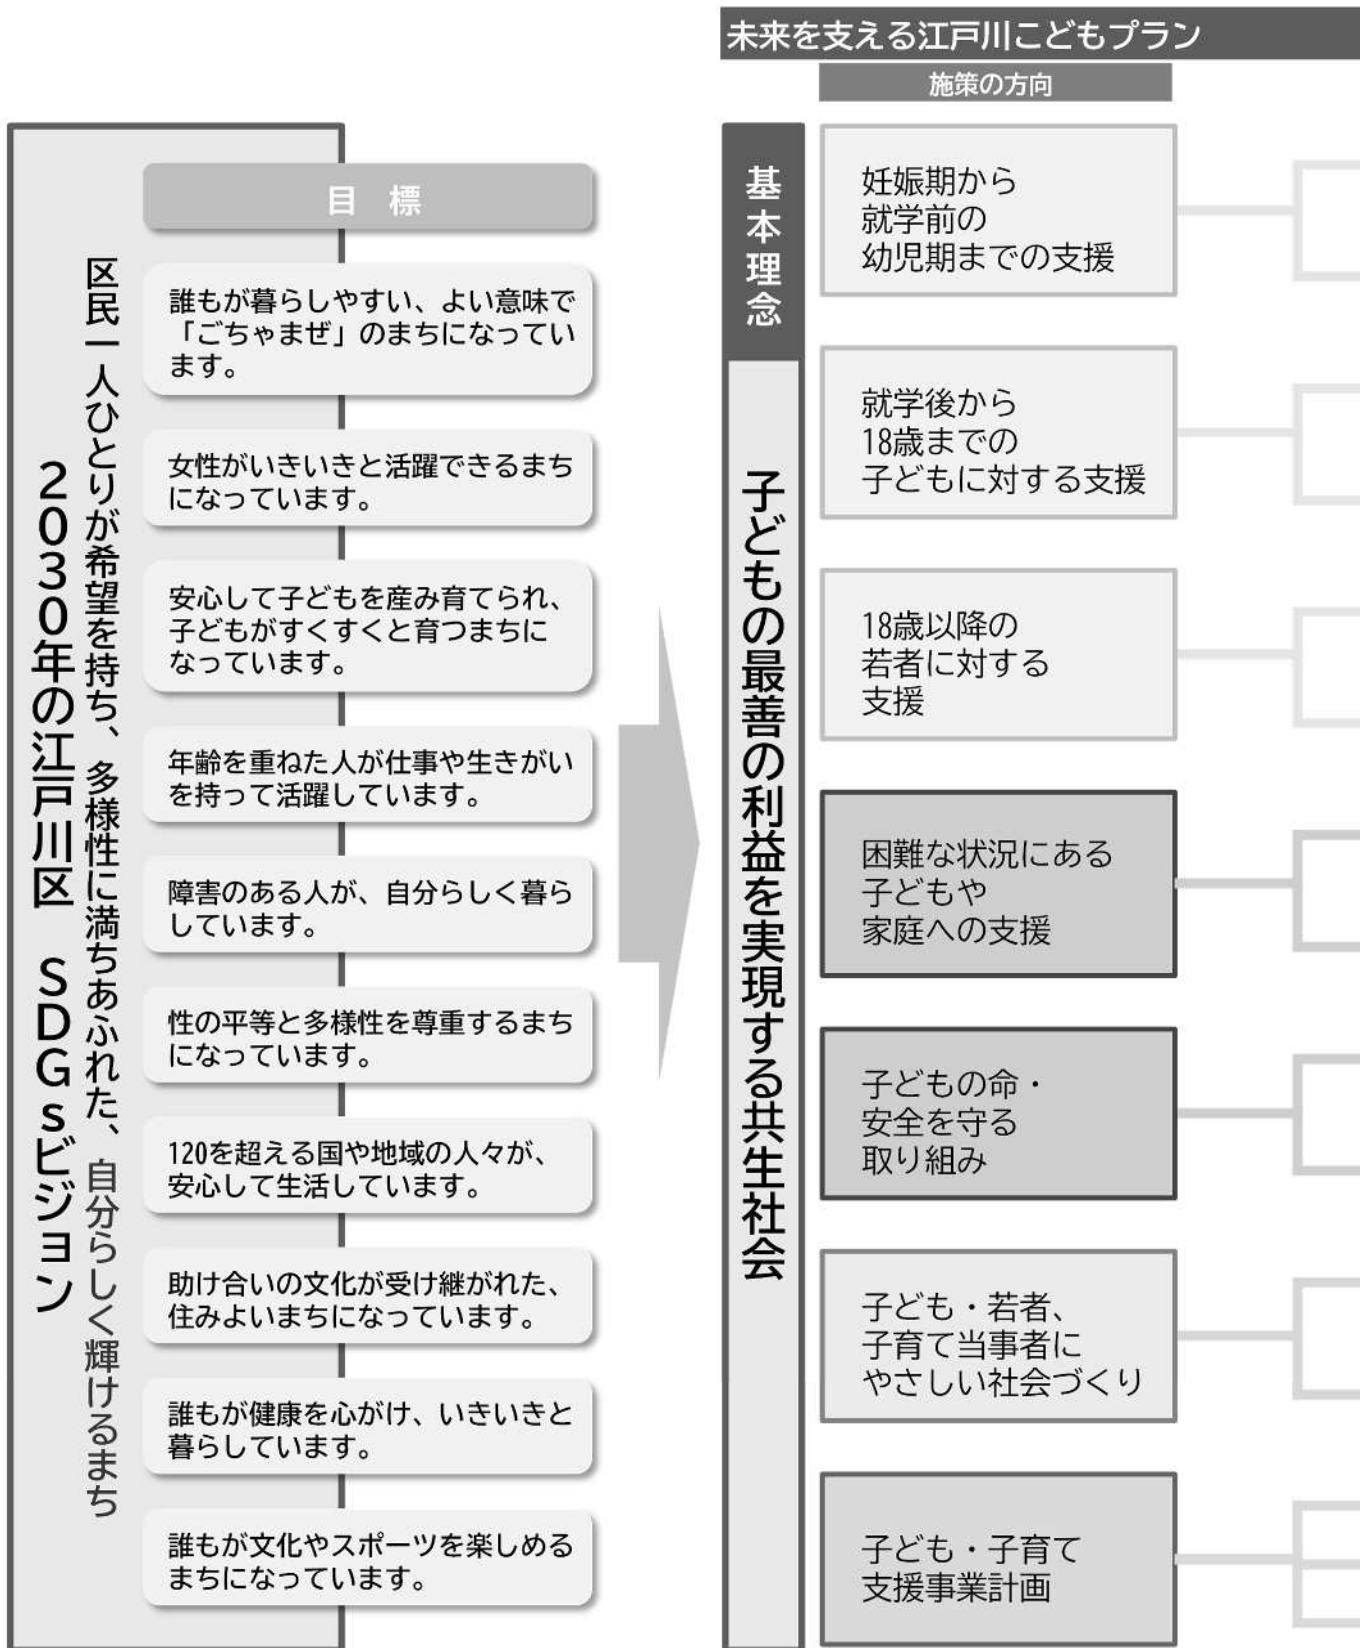 未来を支える江戸川こどもプラン
施策の方向
区民一人ひとりが希望を持ち、多様性に満ちあふれた、自分らしく輝けるまち
2030年の江戸川区　SDGsビジョン
目　標
誰もが暮らしやすい、よい意味で
「ごちゃまぜ」のまちになってい
ます。
女性がいきいきと活躍できるまち
になっています。
安心して子どもを産み育てられ、
子どもがすくすくと育つまちに
なっています。
年齢を重ねた人が仕事や生きがい
を持って活躍しています。
障害のある人が、自分らしく暮ら
しています。
性の平等と多様性を尊重するまち
になっています。
120を超える国や地域の人々が、
安心して生活しています。
助け合いの文化が受け継がれた、
住みよいまちになっています。
誰もが健康を心がけ、いきいきと
暮らしています。
誰もが文化やスポーツを楽しめる
まちになっています。
基本理念
子どもの最善の利益を実現する共生社会
妊娠期から
就学前の
幼児期までの支援
就学後から
18歳までの
子どもに対する支援
18歳以降の
若者に対する
支援
困難な状況にある
子どもや
家庭への支援
子どもの命・
安全を守る
取り組み
子ども・若者、
子育て当事者に
やさしい社会づくり
子ども・子育て
支援事業計画